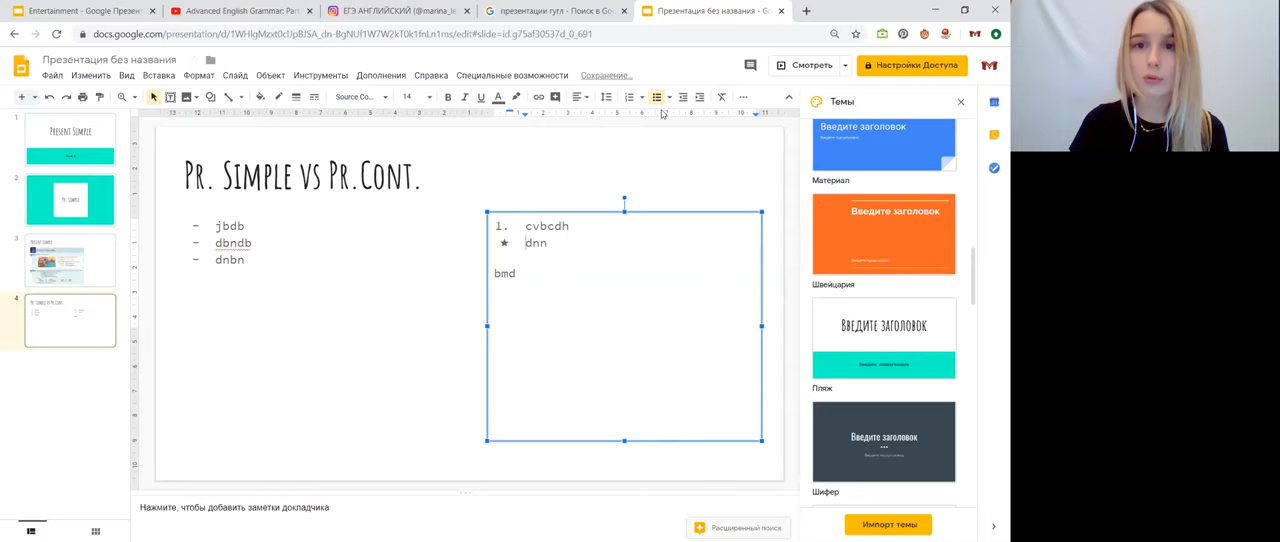 Entertainment - Google Презент
Advanced English Grammar: Part
ЕГЭ АНГЛИЙСКИЙ (@marina_le
презентации гугл - Поиск в Goo
Презентация без названия - Go
docs.google.com/presentation/d/1WHlgMzxt0cUpBJSA_dn-BgNUf1W7W2kT0k1fnLn1ms/edit#slide=id.g75af30537d_0_691
Презентация без названия
Файл Изменить Вид Вставка Формат Слайд Объект Инструменты Дополнения Справка Специальные возможности Сохранение...
Смотреть
Настройки Доступа
Source Co... 14
Темы
PRESENT SIMPLE
PR. SIMPLE
PRESENT SIMPLE
PR. SIMPLE VS PR.CONT.
PR. SIMPLE VS PR.CONT.
- jbdb
- dbndb
- dnbn
1. cvbcdh
★ dnn
bmd
Введите заголовок
Материал
Введите заголовок
Швейцария
Введите заголовок
Пляж
Введите заголовок
Шифер
Импорт темы
Нажмите, чтобы добавить заметки докладчика
Расширенный поиск